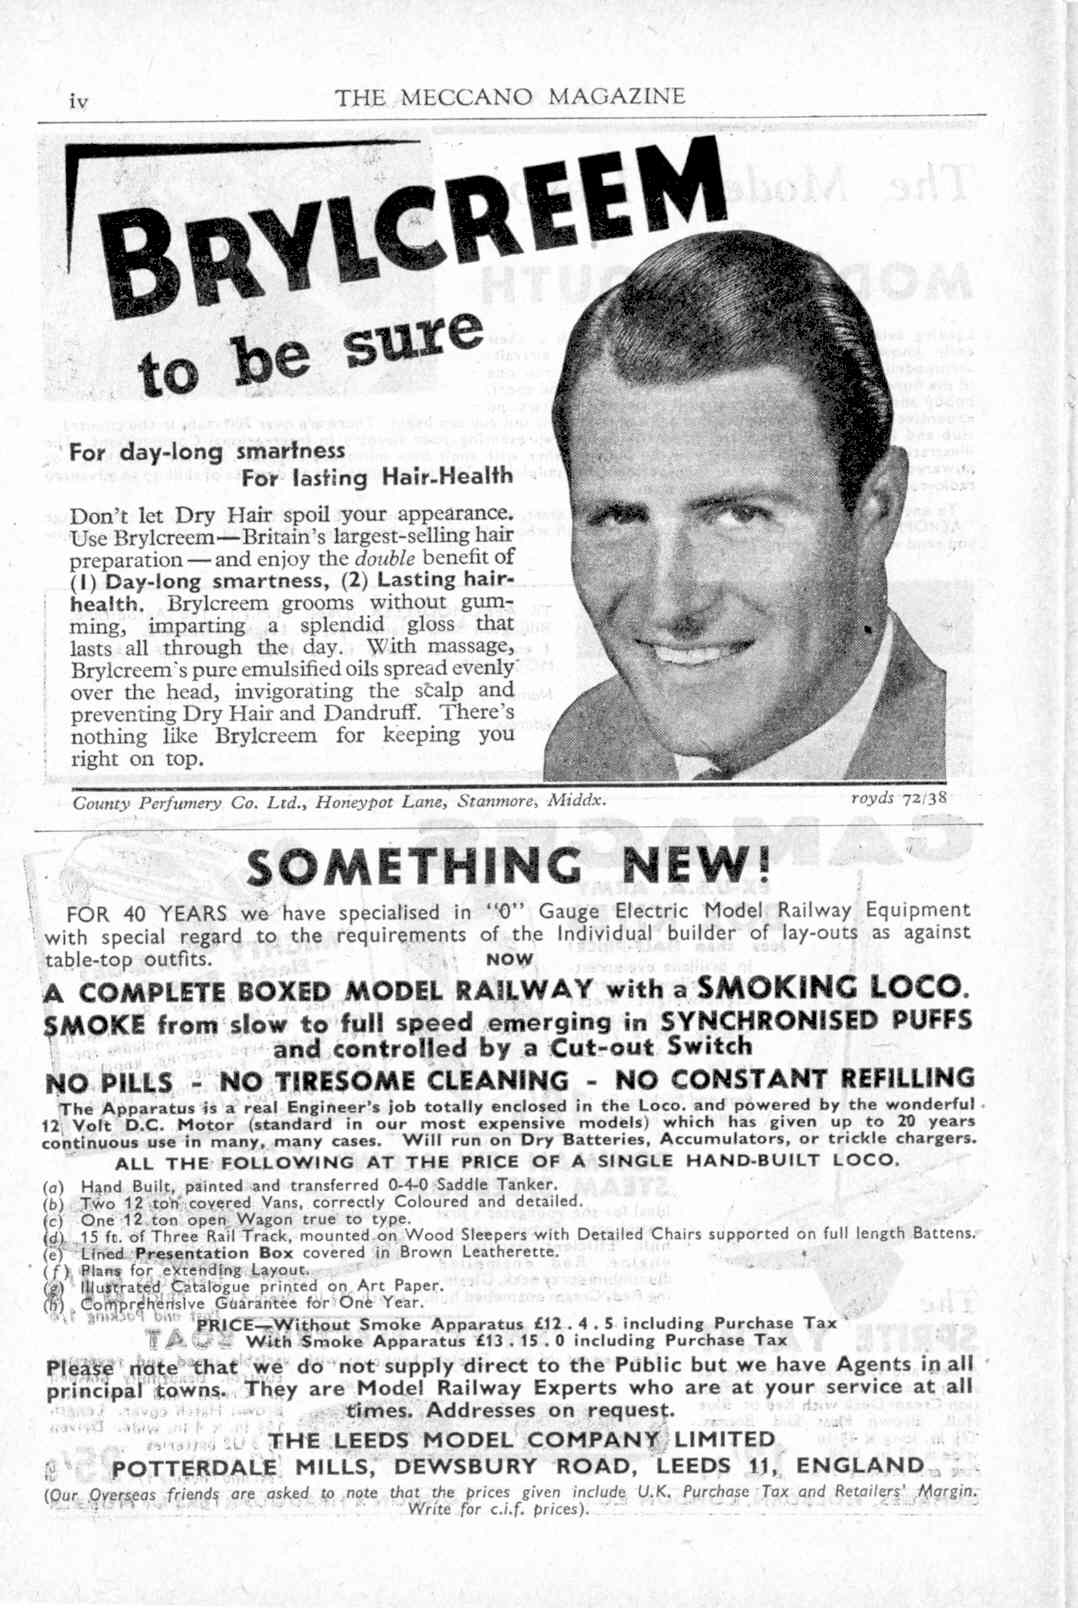 iv
THE MECCANO MAGAZINE
BRYLCREEM
to be sure
For day-long smartness
For lasting Hair-Health
Don't let Dry Hair spoil your appearance.
Use Brylcreem—Britain's largest-selling hair
preparation—and enjoy the double benefit of
(1) Day-long smartness, (2) Lasting hair-
health. Brylcreem grooms without gum-
ming, imparting a splendid gloss that
lasts all through the day. With massage,
Brylcreem's pure emulsified oils spread evenly
over the head, invigorating the scalp and
preventing Dry Hair and Dandruff. There's
nothing like Brylcreem for keeping you
right on top.
County Perfumery Co. Ltd., Honeypot Lane, Stanmore, Middx.
royds 72/38
SOMETHING NEW!
FOR 40 YEARS we have specialised in "0" Gauge Electric Model Railway Equipment
with special regard to the requirements of the Individual builder of lay-outs as against
table-top outfits.
NOW
A COMPLETE BOXED MODEL RAILWAY with a SMOKING LOCO.
SMOKE from slow to full speed emerging in SYNCHRONISED PUFFS
and controlled by a Cut-out Switch
NO PILLS - NO TIRESOME CLEANING - NO CONSTANT REFILLING
The Apparatus is a real Engineer's job totally enclosed in the Loco. and powered by the wonderful
12 Volt D.C. Motor (standard in our most expensive models) which has given up to 20 years
continuous use in many, many cases. Will run on Dry Batteries, Accumulators, or trickle chargers.
ALL THE FOLLOWING AT THE PRICE OF A SINGLE HAND-BUILT LOCO.
(a) Hand Built, painted and transferred 0-4-0 Saddle Tanker.
(b) Two 12 ton covered Vans, correctly Coloured and detailed.
(c) One 12 ton open Wagon true to type.
(d) 15 ft. of Three Rail Track, mounted on Wood Sleepers with Detailed Chairs supported on full length Battens.
(e) Lined Presentation Box covered in Brown Leatherette.
(f) Plans for extending Layout.
(g) Illustrated Catalogue printed on Art Paper.
(h) Comprehensive Guarantee for One Year.
PRICE—Without Smoke Apparatus £12 . 4 . 5 including Purchase Tax
With Smoke Apparatus £13 . 15 . 0 including Purchase Tax
Please note that we do not supply direct to the Public but we have Agents in all
principal towns. They are Model Railway Experts who are at your service at all
times. Addresses on request.
THE LEEDS MODEL COMPANY LIMITED
POTTERDALE MILLS, DEWSBURY ROAD, LEEDS 11, ENGLAND
(Our Overseas friends are asked to note that the prices given include U.K. Purchase Tax and Retailers' Margin.
Write for c.i.f. prices).